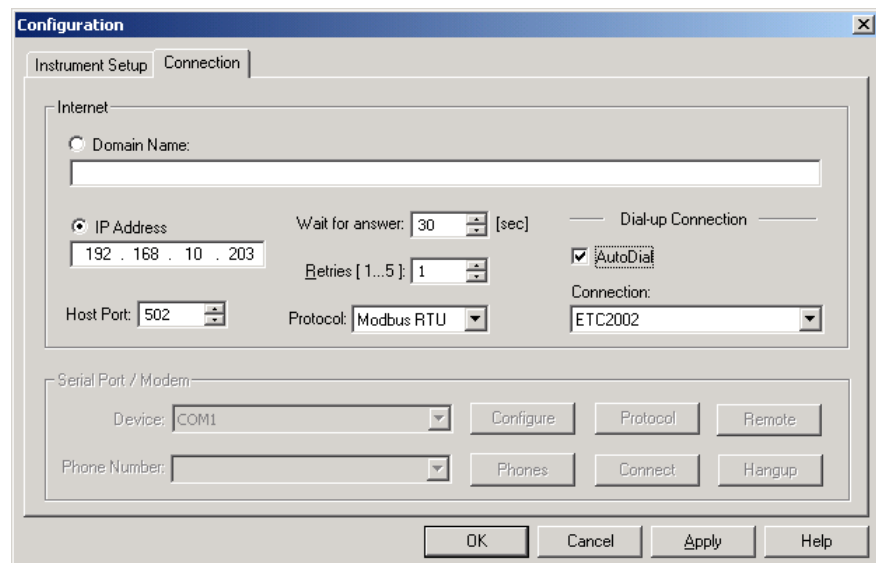 Configuration
Instrument Setup
Connection
Internet
Domain Name:
IP Address
192 . 168 . 10 . 203
Host Port: 502
Wait for answer: 30 [sec]
Retries [ 1...5 ]: 1
Protocol: Modbus RTU
Dial-up Connection
AutoDial
Connection:
ETC2002
Serial Port / Modem
Device: COM1
Configure
Protocol
Remote
Phone Number:
Phones
Connect
Hangup
OK
Cancel
Apply
Help